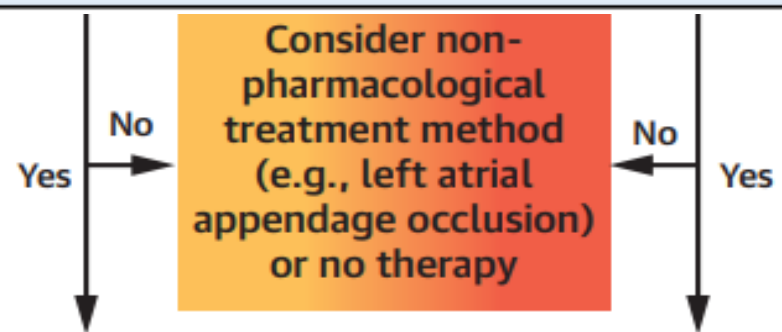 Consider non-
pharmacological
treatment method
(e.g., left atrial
appendage occlusion)
or no therapy
No
Yes
No
Yes